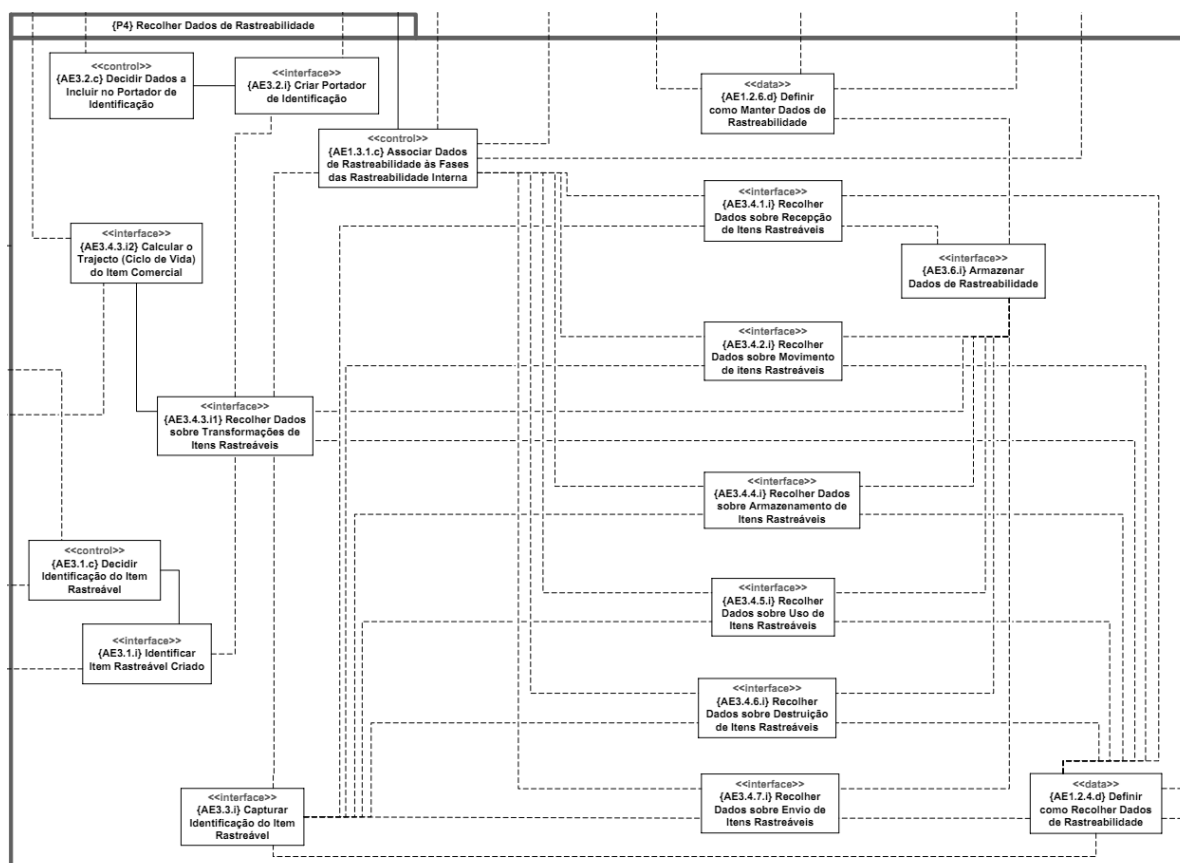 {P4} Recolher Dados de Rastreabilidade
<<control>>
{AE3.2.c} Decidir Dados a
Incluir no Portador de
Identificação
<<interface>>
{AE3.2.i} Criar Portador
de Identificação
<<data>>
{AE1.2.6.d} Definir
como Manter Dados de
Rastreabilidade
<<control>>
{AE1.3.1.c} Associar Dados
de Rastreabilidade às Fases
das Rastreabilidade Interna
<<interface>>
{AE3.4.1.i} Recolher
Dados sobre Recepção
de Itens Rastreáveis
<<interface>>
{AE3.4.3.i2} Calcular o
Trajecto (Ciclo de Vida)
do Item Comercial
<<interface>>
{AE3.6.i} Armazenar
Dados de Rastreabilidade
<<interface>>
{AE3.4.2.i} Recolher
Dados sobre Movimento
de itens Rastreáveis
<<interface>>
{AE3.4.3.i1} Recolher Dados
sobre Transformações de
Itens Rastreáveis
<<interface>>
{AE3.4.4.i} Recolher Dados
sobre Armazenamento de
Itens Rastreáveis
<<control>>
{AE3.1.c} Decidir
Identificação do Item
Rastreável
<<interface>>
{AE3.4.5.i} Recolher
Dados sobre Uso de
Itens Rastreáveis
<<interface>>
{AE3.1.i} Identificar
Item Rastreável Criado
<<interface>>
{AE3.4.6.i} Recolher
Dados sobre Destruição
de Itens Rastreáveis
<<interface>>
{AE3.3.i} Capturar
Identificação do Item
Rastreável
<<interface>>
{AE3.4.7.i} Recolher
Dados sobre Envio de
Itens Rastreáveis
<<data>>
{AE1.2.4.d} Definir
como Recolher Dados
de Rastreabilidade